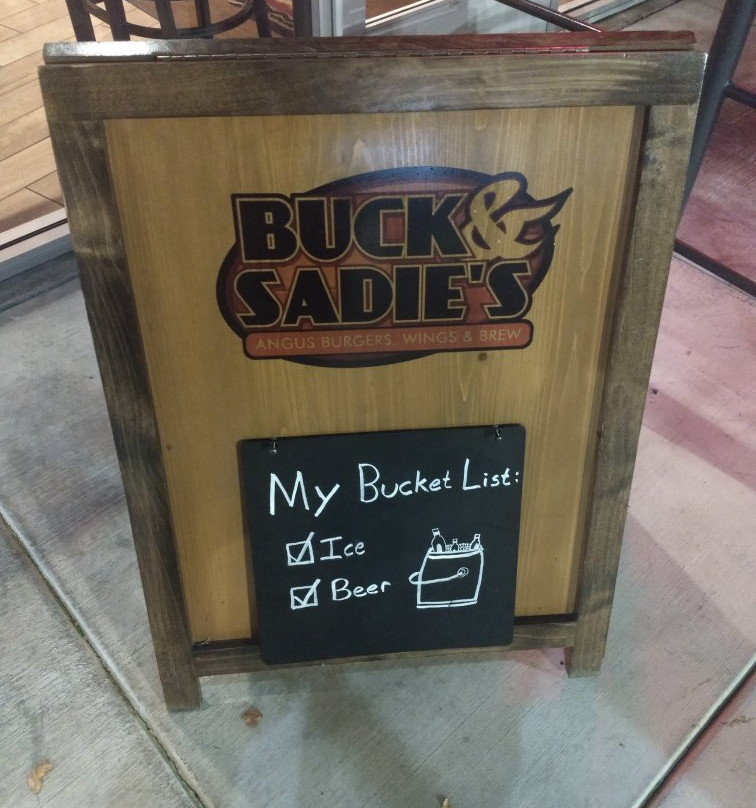 BUCK &
SADIE'S
ANGUS BURGERS, WINGS & BREW
My Bucket List:
Ice
Beer